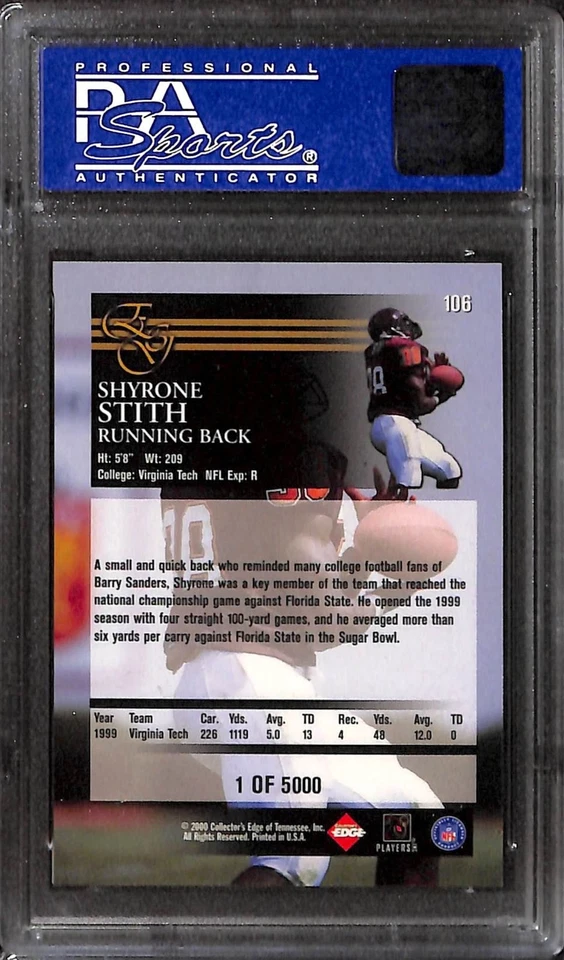 PROFESSIONAL
PSA
Sports®
AUTHENTICATOR
106
EG
SHYRONE
STITH
RUNNING BACK
Ht: 5'8" Wt: 209
College: Virginia Tech NFL Exp: R
A small and quick back who reminded many college football fans of
Barry Sanders, Shyrone was a key member of the team that reached the
national championship game against Florida State. He opened the 1999
season with four straight 100-yard games, and he averaged more than
six yards per carry against Florida State in the Sugar Bowl.
Year Team Car. Yds. Avg. TD Rec. Yds. Avg. TD
1999 Virginia Tech 226 1119 5.0 13 4 48 12.0 0
1 OF 5000
© 2000 Collector's Edge of Tennessee, Inc.
All Rights Reserved. Printed in U.S.A.
EDGE
PLAYERS
NFL